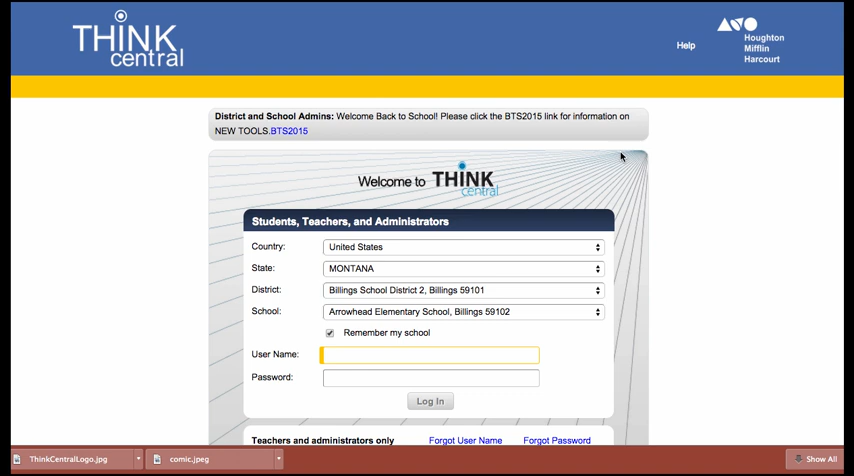 THINK
central
Help
Houghton
Mifflin
Harcourt
District and School Admins: Welcome Back to School! Please click the BTS2015 link for information on
NEW TOOLS.BTS2015
Welcome to THINK
central
Students, Teachers, and Administrators
Country: United States
State: MONTANA
District: Billings School District 2, Billings 59101
School: Arrowhead Elementary School, Billings 59102
Remember my school
User Name:
Password:
Log In
Teachers and administrators only Forgot User Name Forgot Password
ThinkCentralLogo.jpg comic.jpeg Show All